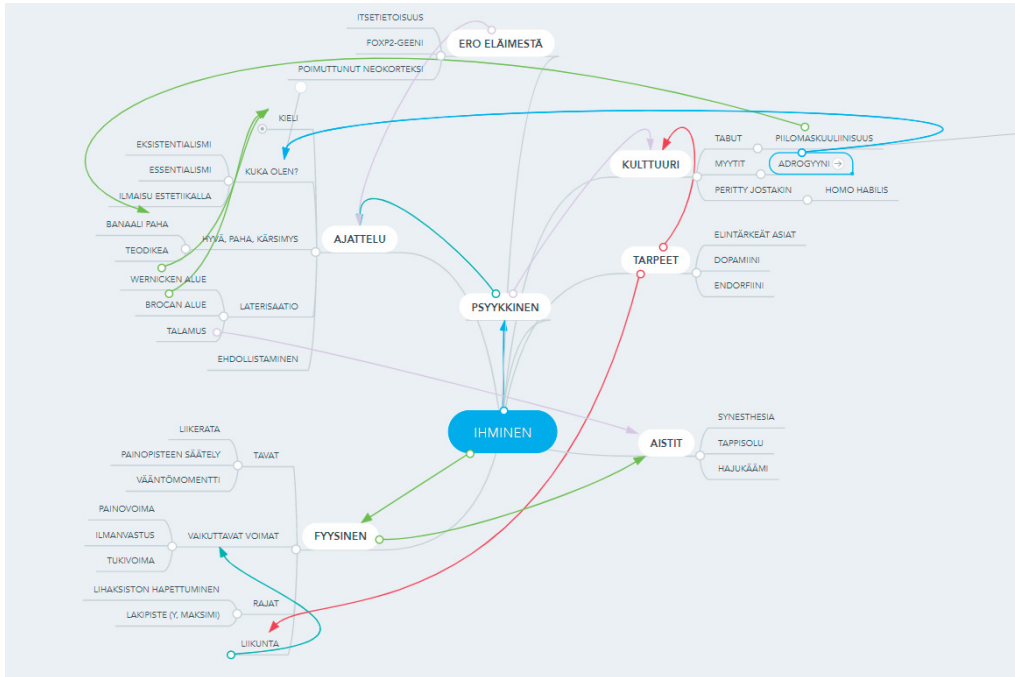 ITSETIETOISUUS
FOXP2-GEENI
POIMUTTUNUT NEOKORTEKSI
ERO ELÄIMESTÄ
KIELI
EKSISTENTIALISMI
ESSENTIALISMI
ILMAISU ESTETIIKALLA
KUKA OLEN?
BANAALI PAHA
TEODIKEA
HYVÄ, PAHA, KÄRSIMYS
WERNICKEN ALUE
BROCAN ALUE
TALAMUS
LATERISAATIO
EHDOLLISTAMINEN
AJATTELU
PSYYKKINEN
KULTTUURI
TABUT
PIILOMASKUULIINISUUS
MYYTIT
ADROGYYNI
PERITTY JOSTAKIN
HOMO HABILIS
TARPEET
ELINTÄRKEÄT ASIAT
DOPAMIINI
ENDORFIINI
IHMINEN
AISTIT
SYNESTHESIA
TAPPISOLU
HAJUKÄÄMI
LIIKERATA
PAINOPISTEEN SÄÄTELY
VÄÄNTÖMOMENTTI
TAVAT
PAINOVOIMA
ILMANVASTUS
TUKIVOIMA
VAIKUTTAVAT VOIMAT
FYYSINEN
LIHAKSISTON HAPETTUMINEN
LAKIPISTE (Y, MAKSIMI)
RAJAT
LIIKUNTA